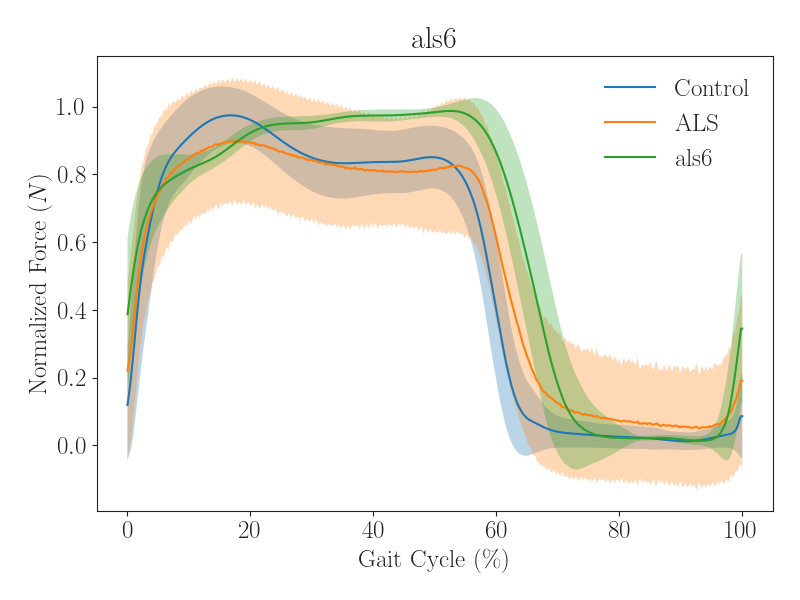 als6
Normalized Force (N)
1.0
0.8
0.6
0.4
0.2
0.0
Control
ALS
als6
0 20 40 60 80 100
Gait Cycle (%)